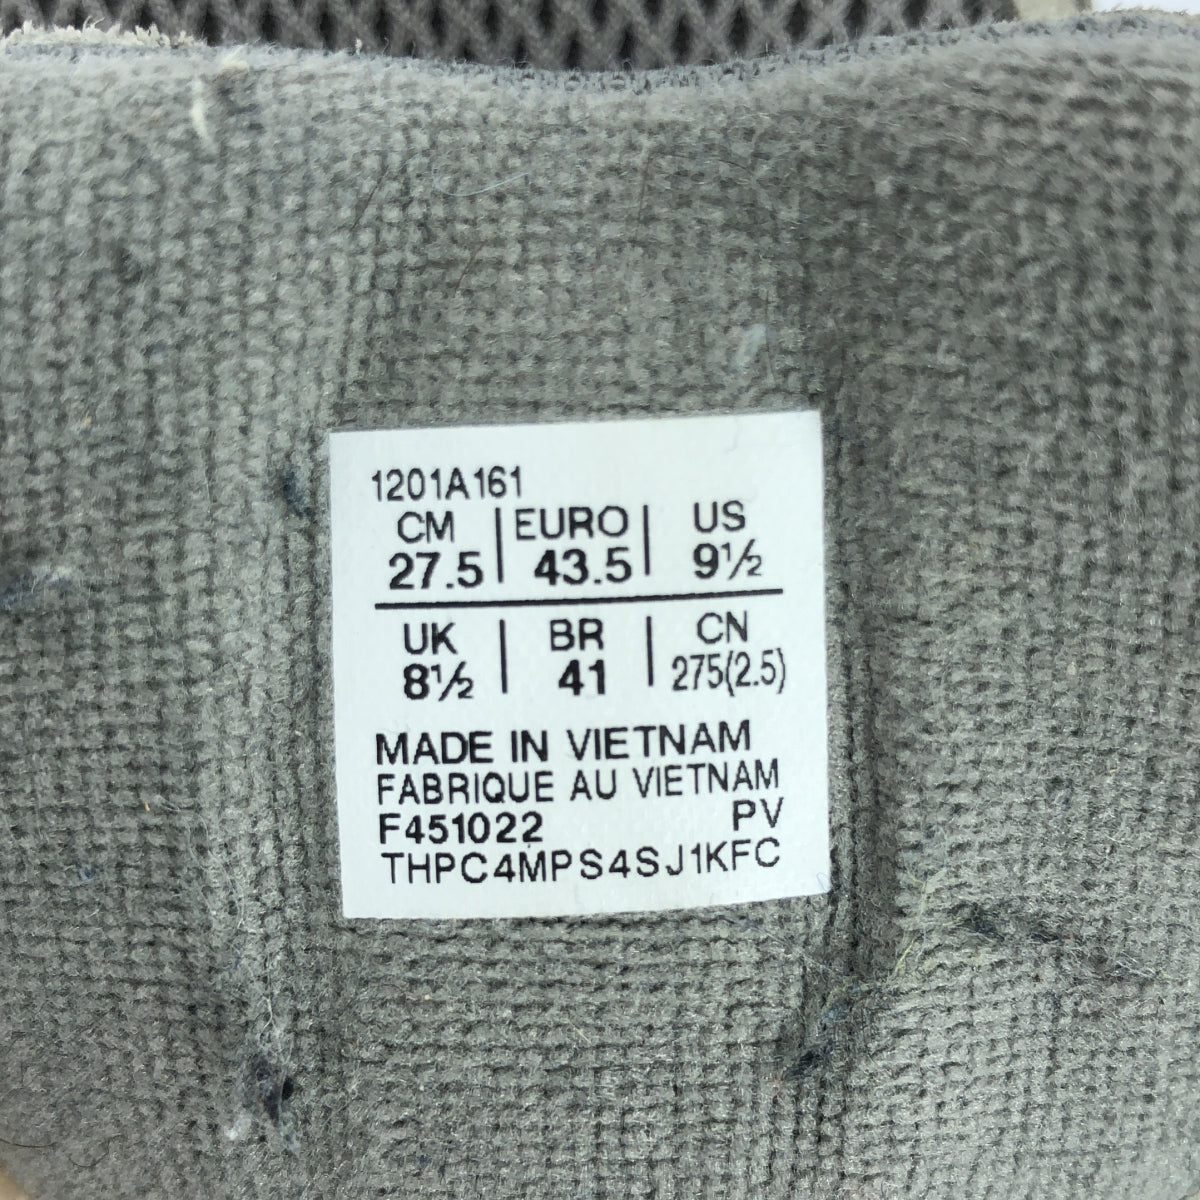 1201A161
CM | EURO | US
27.5 | 43.5 | 9½
UK | BR | CN
8½ | 41 | 275(2.5)
MADE IN VIETNAM
FABRIQUE AU VIETNAM
F451022 PV
THPC4MPS4SJ1KFC